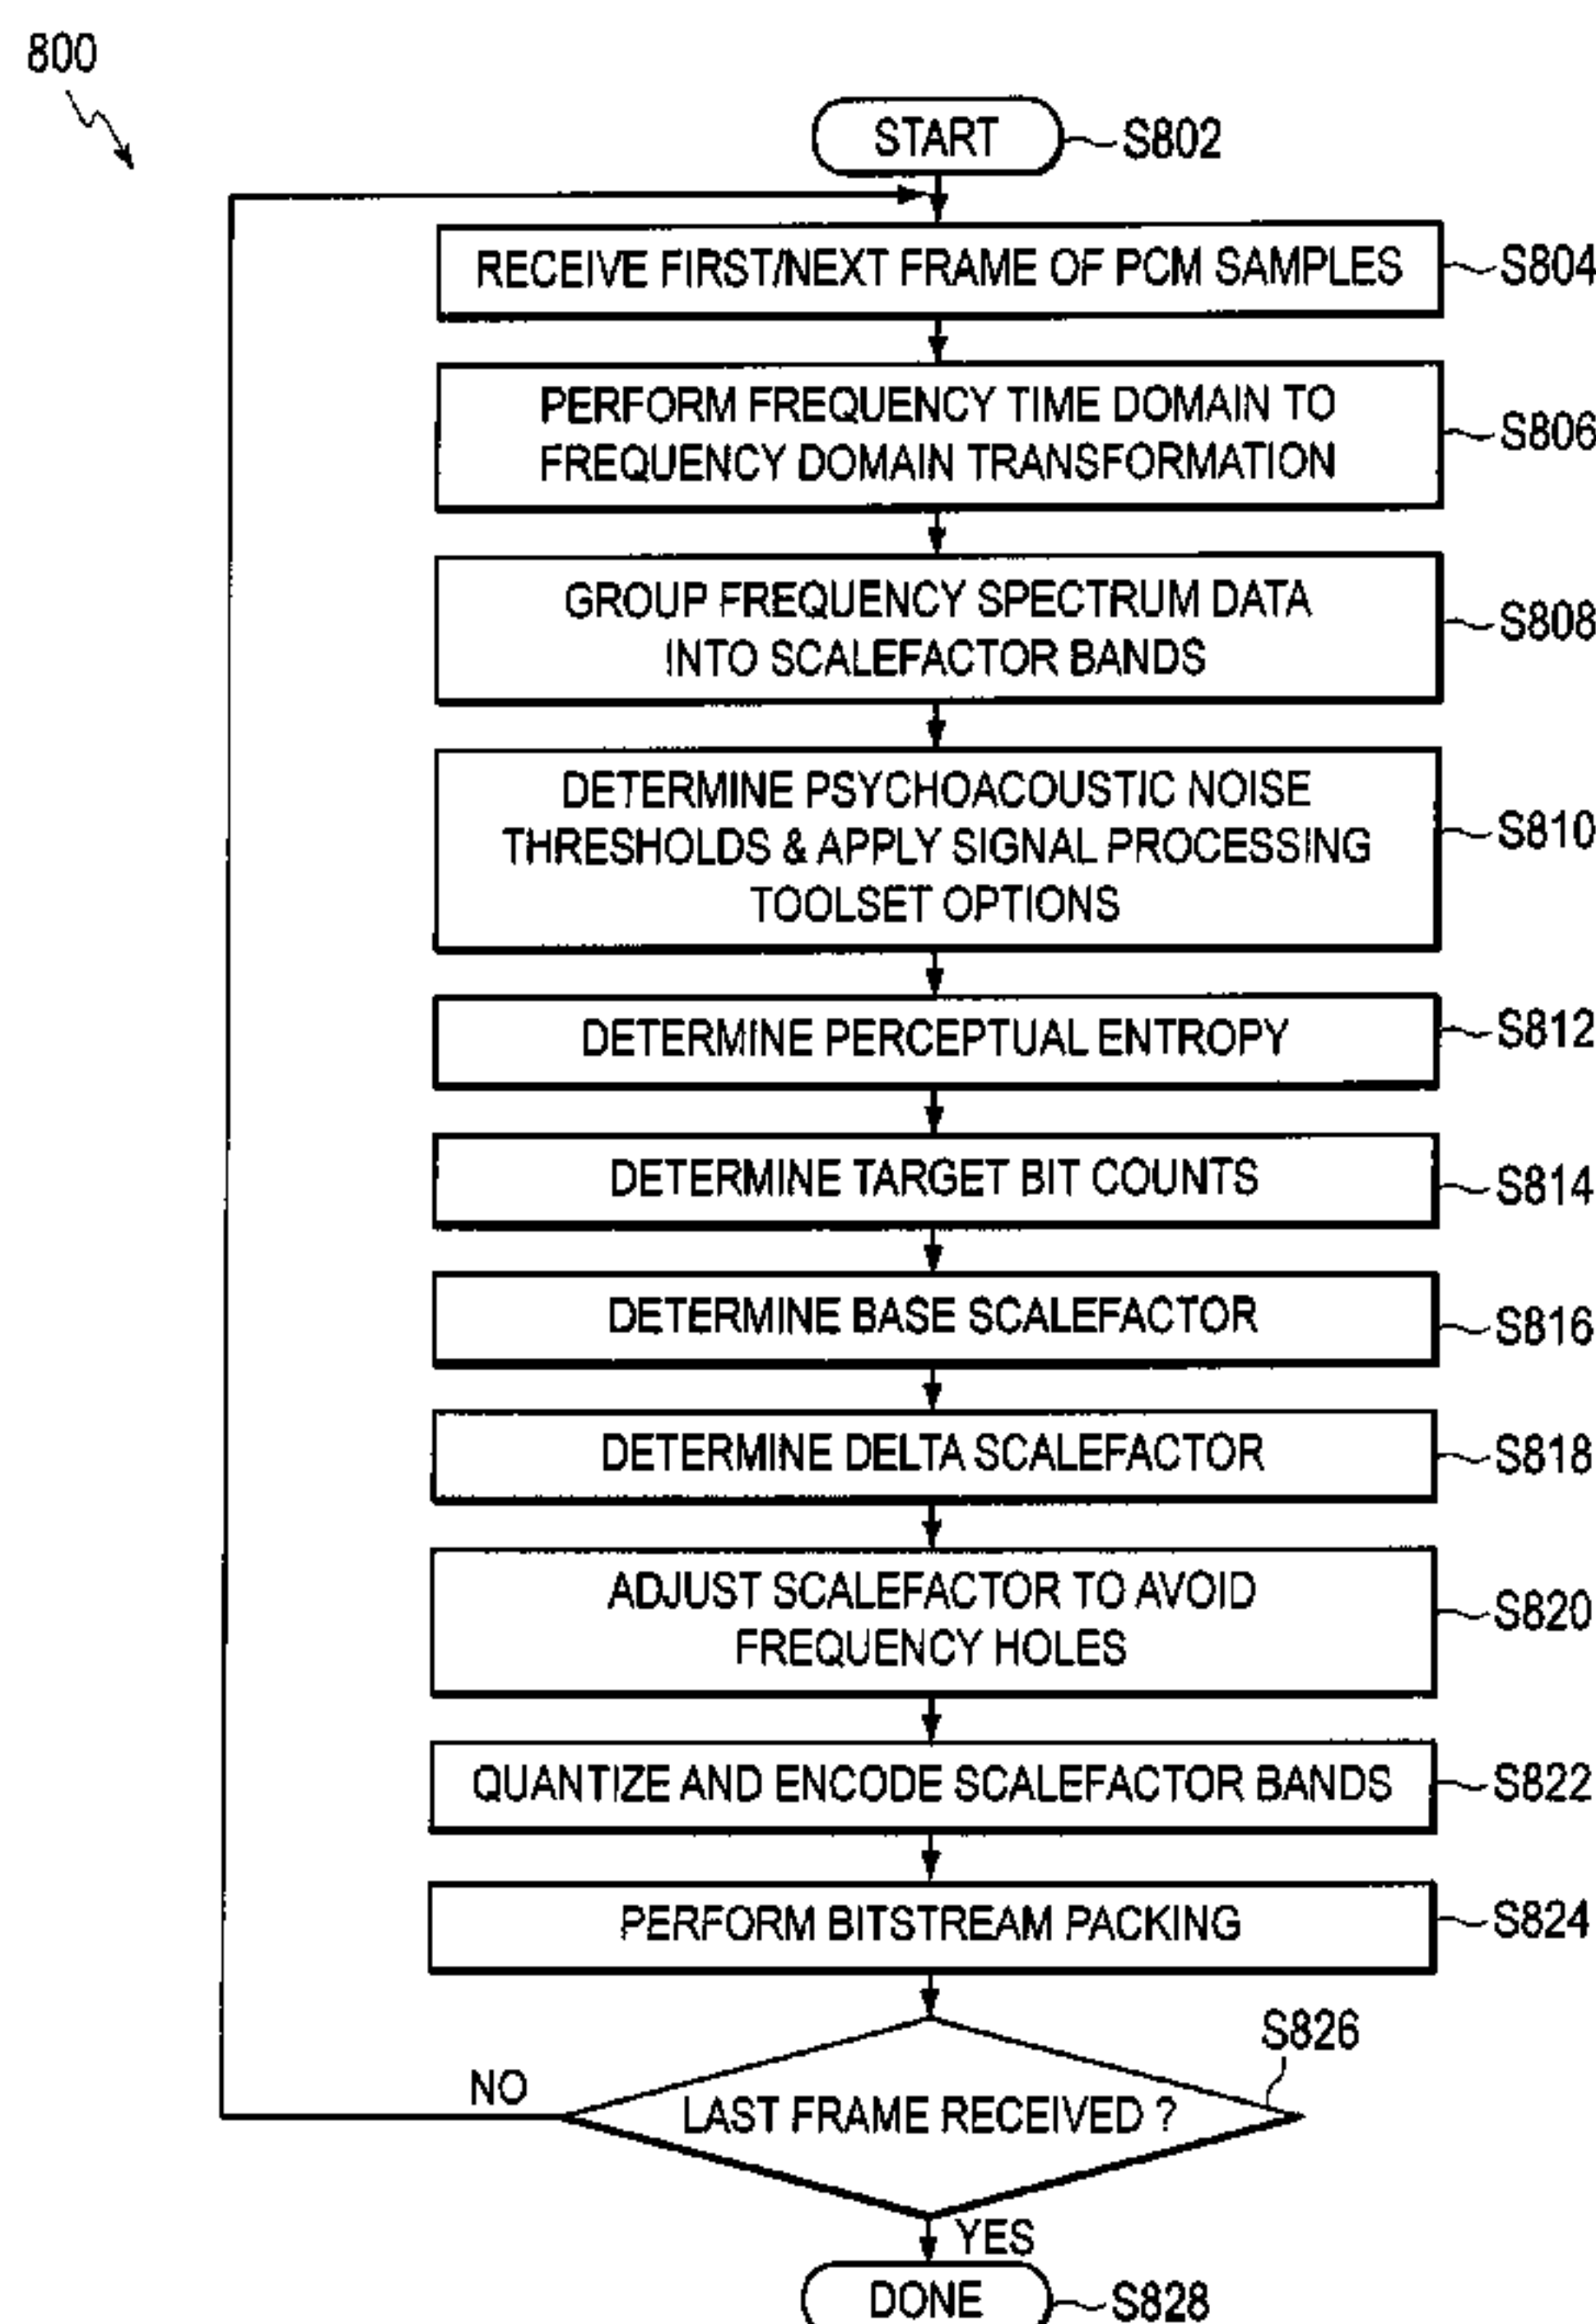 800
START
S802
RECEIVE FIRST/NEXT FRAME OF PCM SAMPLES
S804
PERFORM FREQUENCY TIME DOMAIN TO
FREQUENCY DOMAIN TRANSFORMATION
S806
GROUP FREQUENCY SPECTRUM DATA
INTO SCALEFACTOR BANDS
S808
DETERMINE PSYCHOACOUSTIC NOISE
THRESHOLDS & APPLY SIGNAL PROCESSING
TOOLSET OPTIONS
S810
DETERMINE PERCEPTUAL ENTROPY
S812
DETERMINE TARGET BIT COUNTS
S814
DETERMINE BASE SCALEFACTOR
S816
DETERMINE DELTA SCALEFACTOR
S818
ADJUST SCALEFACTOR TO AVOID
FREQUENCY HOLES
S820
QUANTIZE AND ENCODE SCALEFACTOR BANDS
S822
PERFORM BITSTREAM PACKING
S824
S826
NO
LAST FRAME RECEIVED ?
YES
DONE
S828